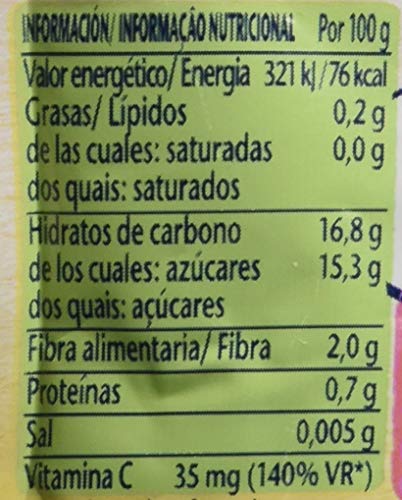 INFORMACIÓN/ INFORMAÇÂO NUTRICIONAL Por 100 g
Valor energético/ Energia 321 kJ/76 kcal
Grasas/ Lípidos 0,2 g
de las cuales: saturadas 0,0 g
dos quais: saturados
Hidratos de carbono 16,8 g
de los cuales: azúcares 15,3 g
dos quais: açúcares
Fibra alimentaria/ Fibra 2,0 g
Proteínas 0,7 g
Sal 0,005 g
Vitamina C 35 mg (140% VR*)